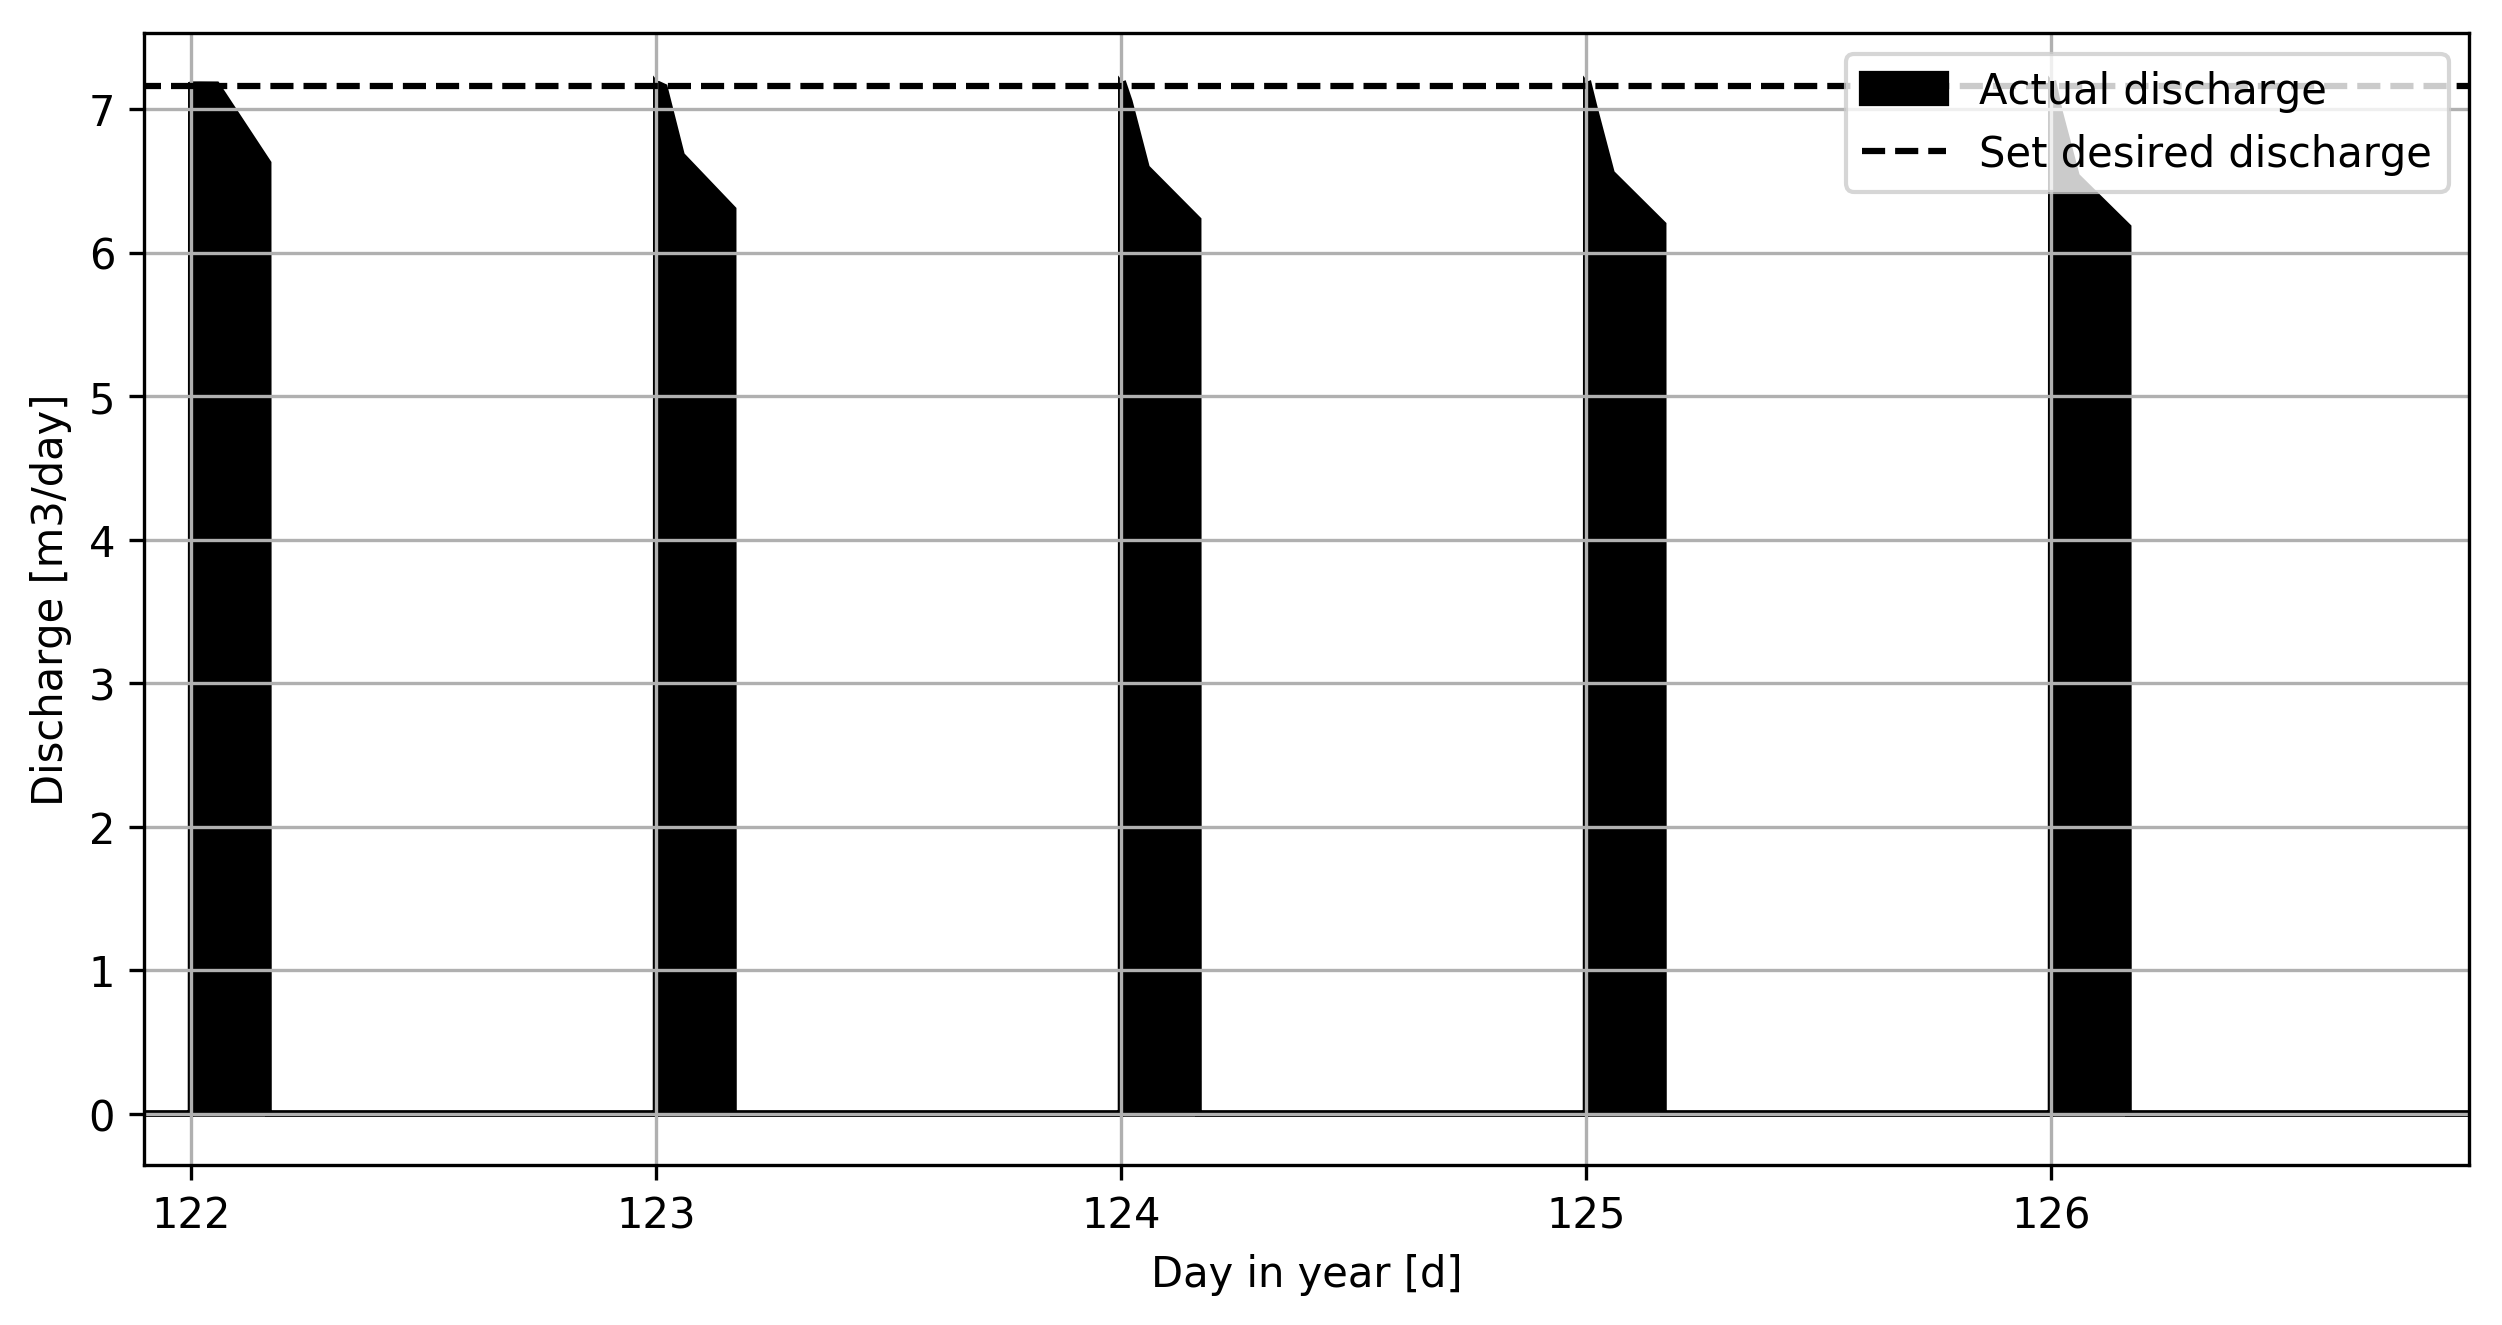 Actual discharge
Set desired discharge
Discharge [m3/day]
7
6
5
4
3
2
1
0
122 123 124 125 126
Day in year [d]